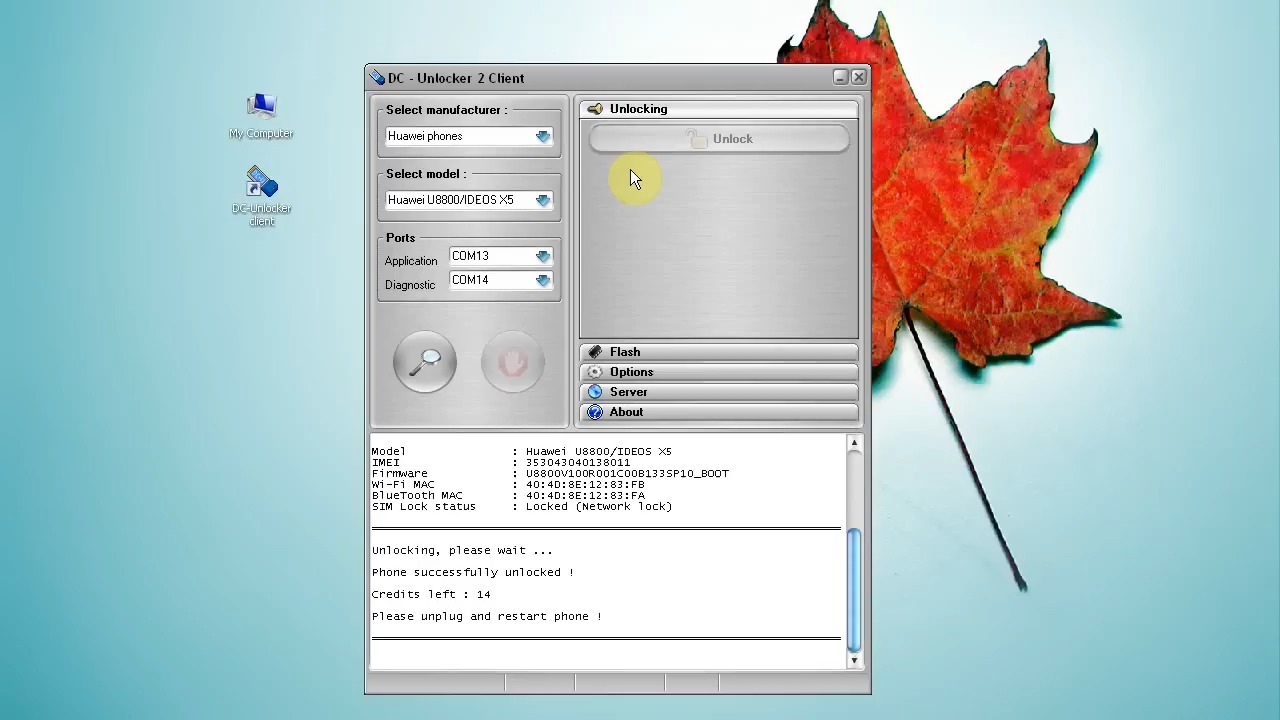 My Computer
DC-Unlocker
client
DC - Unlocker 2 Client
Select manufacturer :
Huawei phones
Select model :
Huawei U8800/IDEOS X5
Ports
Application COM13
Diagnostic COM14
Unlocking
Unlock
Flash
Options
Server
About
Model : Huawei U8800/IDEOS X5
IMEI : 353043040138011
Firmware : U8800V100R001C00B133SP10_BOOT
Wi-Fi MAC : 40:4D:8E:12:83:FB
BlueTooth MAC : 40:4D:8E:12:83:FA
SIM Lock status : Locked (Network lock)
Unlocking, please wait ...
Phone successfully unlocked !
Credits left : 14
Please unplug and restart phone !